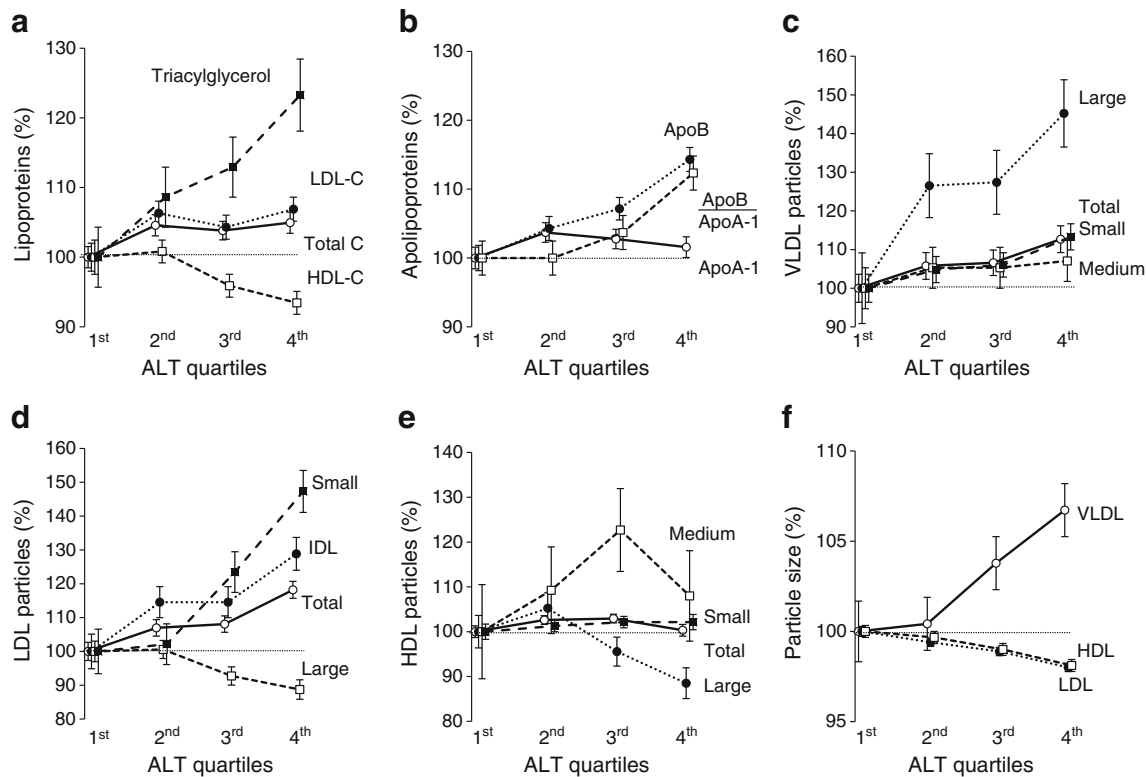 a
Lipoproteins (%)
130
120
110
100
90
Triacylglycerol
LDL-C
Total C
HDL-C
1st 2nd 3rd 4th
ALT quartiles
b
Apolipoproteins (%)
130
120
110
100
90
ApoB
ApoB
ApoA-1
ApoA-1
1st 2nd 3rd 4th
ALT quartiles
c
VLDL particles (%)
160
150
140
130
120
110
100
90
Large
Total
Small
Medium
1st 2nd 3rd 4th
ALT quartiles
d
LDL particles (%)
160
150
140
130
120
110
100
90
80
Small
IDL
Total
Large
1st 2nd 3rd 4th
ALT quartiles
e
HDL particles (%)
140
130
120
110
100
90
80
Medium
Small
Total
Large
1st 2nd 3rd 4th
ALT quartiles
f
Particle size (%)
110
105
100
95
VLDL
HDL
LDL
1st 2nd 3rd 4th
ALT quartiles